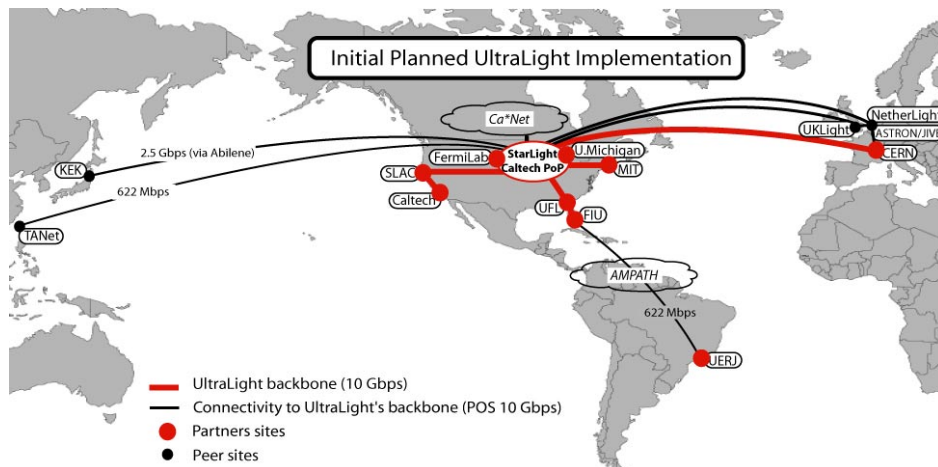 Initial Planned UltraLight Implementation
Ca*Net
NetherLight
UKLight
ASTRON/JIVE
CERN
2.5 Gbps (via Abilene)
StarLight
Caltech PoP
U.Michigan
FermiLab
MIT
KEK
SLAC
622 Mbps
Caltech
UFL
FIU
TANet
AMPATH
622 Mbps
UERJ
UltraLight backbone (10 Gbps)
Connectivity to UltraLight's backbone (POS 10 Gbps)
Partners sites
Peer sites